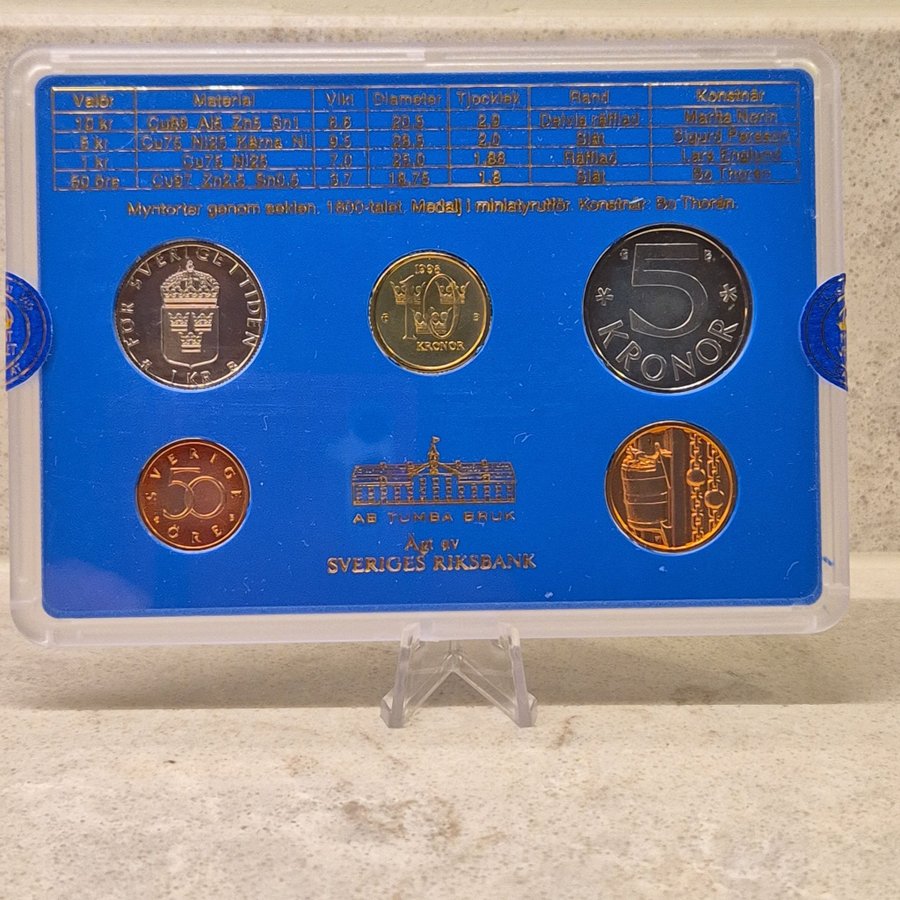 Valör Material Vikt Diameter Tjocklek Rand Konstnär
10 kr Cu89 Al5 Zn5 Sn1 6.6 20.5 2.9 Delvis räfflad Marita Norin
5 kr Cu75 Ni25 Kärna Ni 9.5 28.5 2.0 Slät Sigurd Persson
1 kr Cu75 Ni25 7.0 25.0 1.88 Räfflad Lars Englund
50 öre Cu97 Zn2.5 Sn0.5 3.7 18.75 1.8 Slät Bo Thorén
Myntorter genom seklen. 1800-talet. Medalj i miniatyrutför. Konstnär: Bo Thorén.
FÖR SVERIGE I TIDEN
1 KR
1996
10
KRONOR
5
KRONOR
SVERIGE
50
ÖRE
AB TUMBA BRUK
Ägt av
SVERIGES RIKSBANK